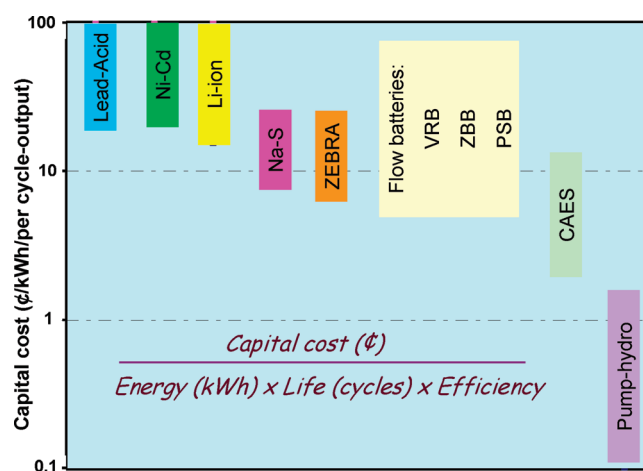 Capital cost (¢/kWh/per cycle-output)
100
10
1
0.1
Lead-Acid
Ni-Cd
Li-ion
Na-S
ZEBRA
Flow batteries:
VRB
ZBB
PSB
CAES
Pump-hydro
Capital cost (¢)
Energy (kWh) x Life (cycles) x Efficiency